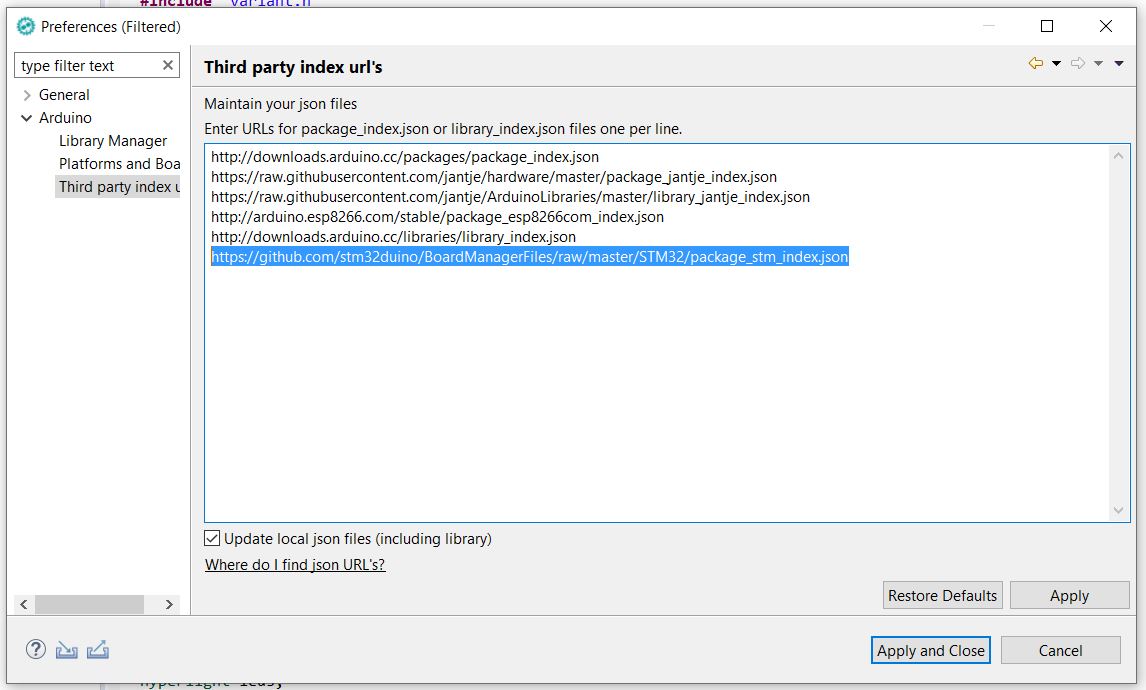 #include "variant.h"
Preferences (Filtered)
type filter text
General
Arduino
Library Manager
Platforms and Boa
Third party index u
Third party index url's
Maintain your json files
Enter URLs for package_index.json or library_index.json files one per line.
http://downloads.arduino.cc/packages/package_index.json
https://raw.githubusercontent.com/jantje/hardware/master/package_jantje_index.json
https://raw.githubusercontent.com/jantje/ArduinoLibraries/master/library_jantje_index.json
http://arduino.esp8266.com/stable/package_esp8266com_index.json
http://downloads.arduino.cc/libraries/library_index.json
https://github.com/stm32duino/BoardManagerFiles/raw/master/STM32/package_stm_index.json
Update local json files (including library)
Where do I find json URL's?
Restore Defaults
Apply
Apply and Close
Cancel